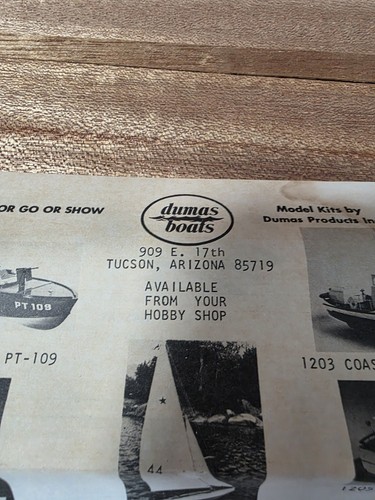 OR GO OR SHOW
dumas
boats
Model Kits by
Dumas Products In
909 E. 17th
TUCSON, ARIZONA 85719
AVAILABLE
FROM YOUR
HOBBY SHOP
PT 109
PT-109
1203 COAS
44